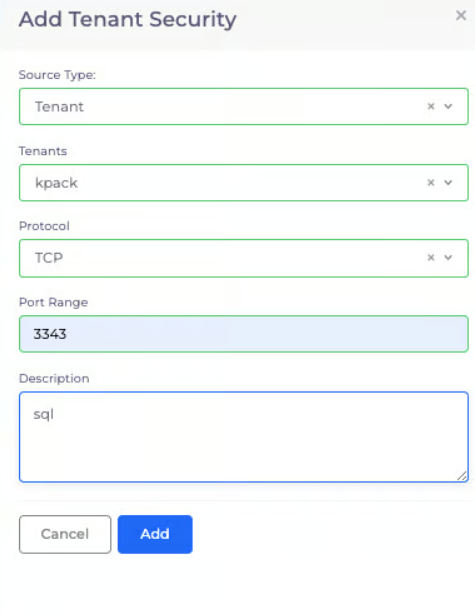 Add Tenant Security
Source Type:
Tenant
Tenants
kpack
Protocol
TCP
Port Range
3343
Description
sql
Cancel Add